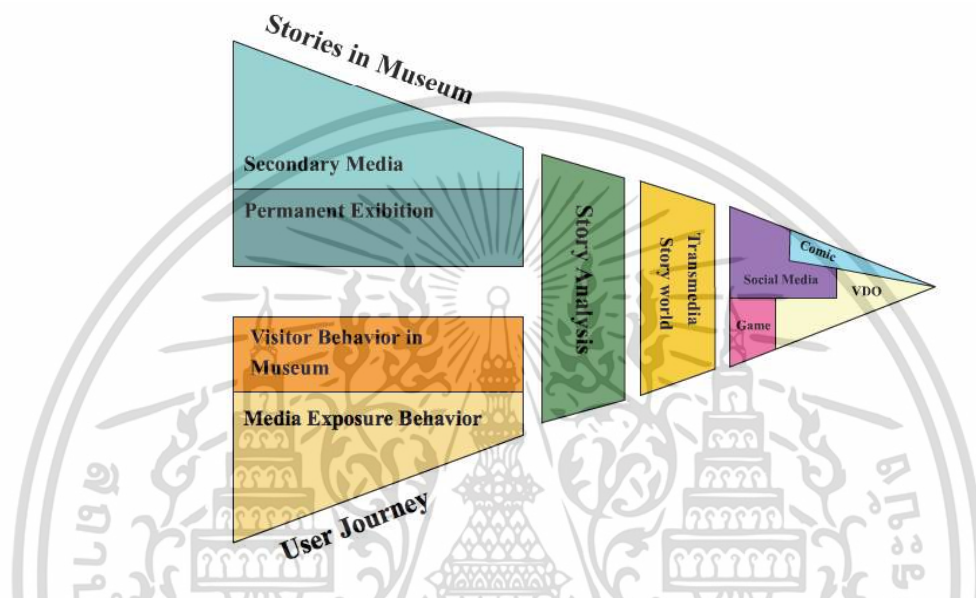 Stories in Museum
Secondary Media
Permanent Exibition
Visitor Behavior in
Museum
Media Exposure Behavior
User Journey
Story Analysis
Transmedia
Story world
Comic
Social Media
VDO
Game